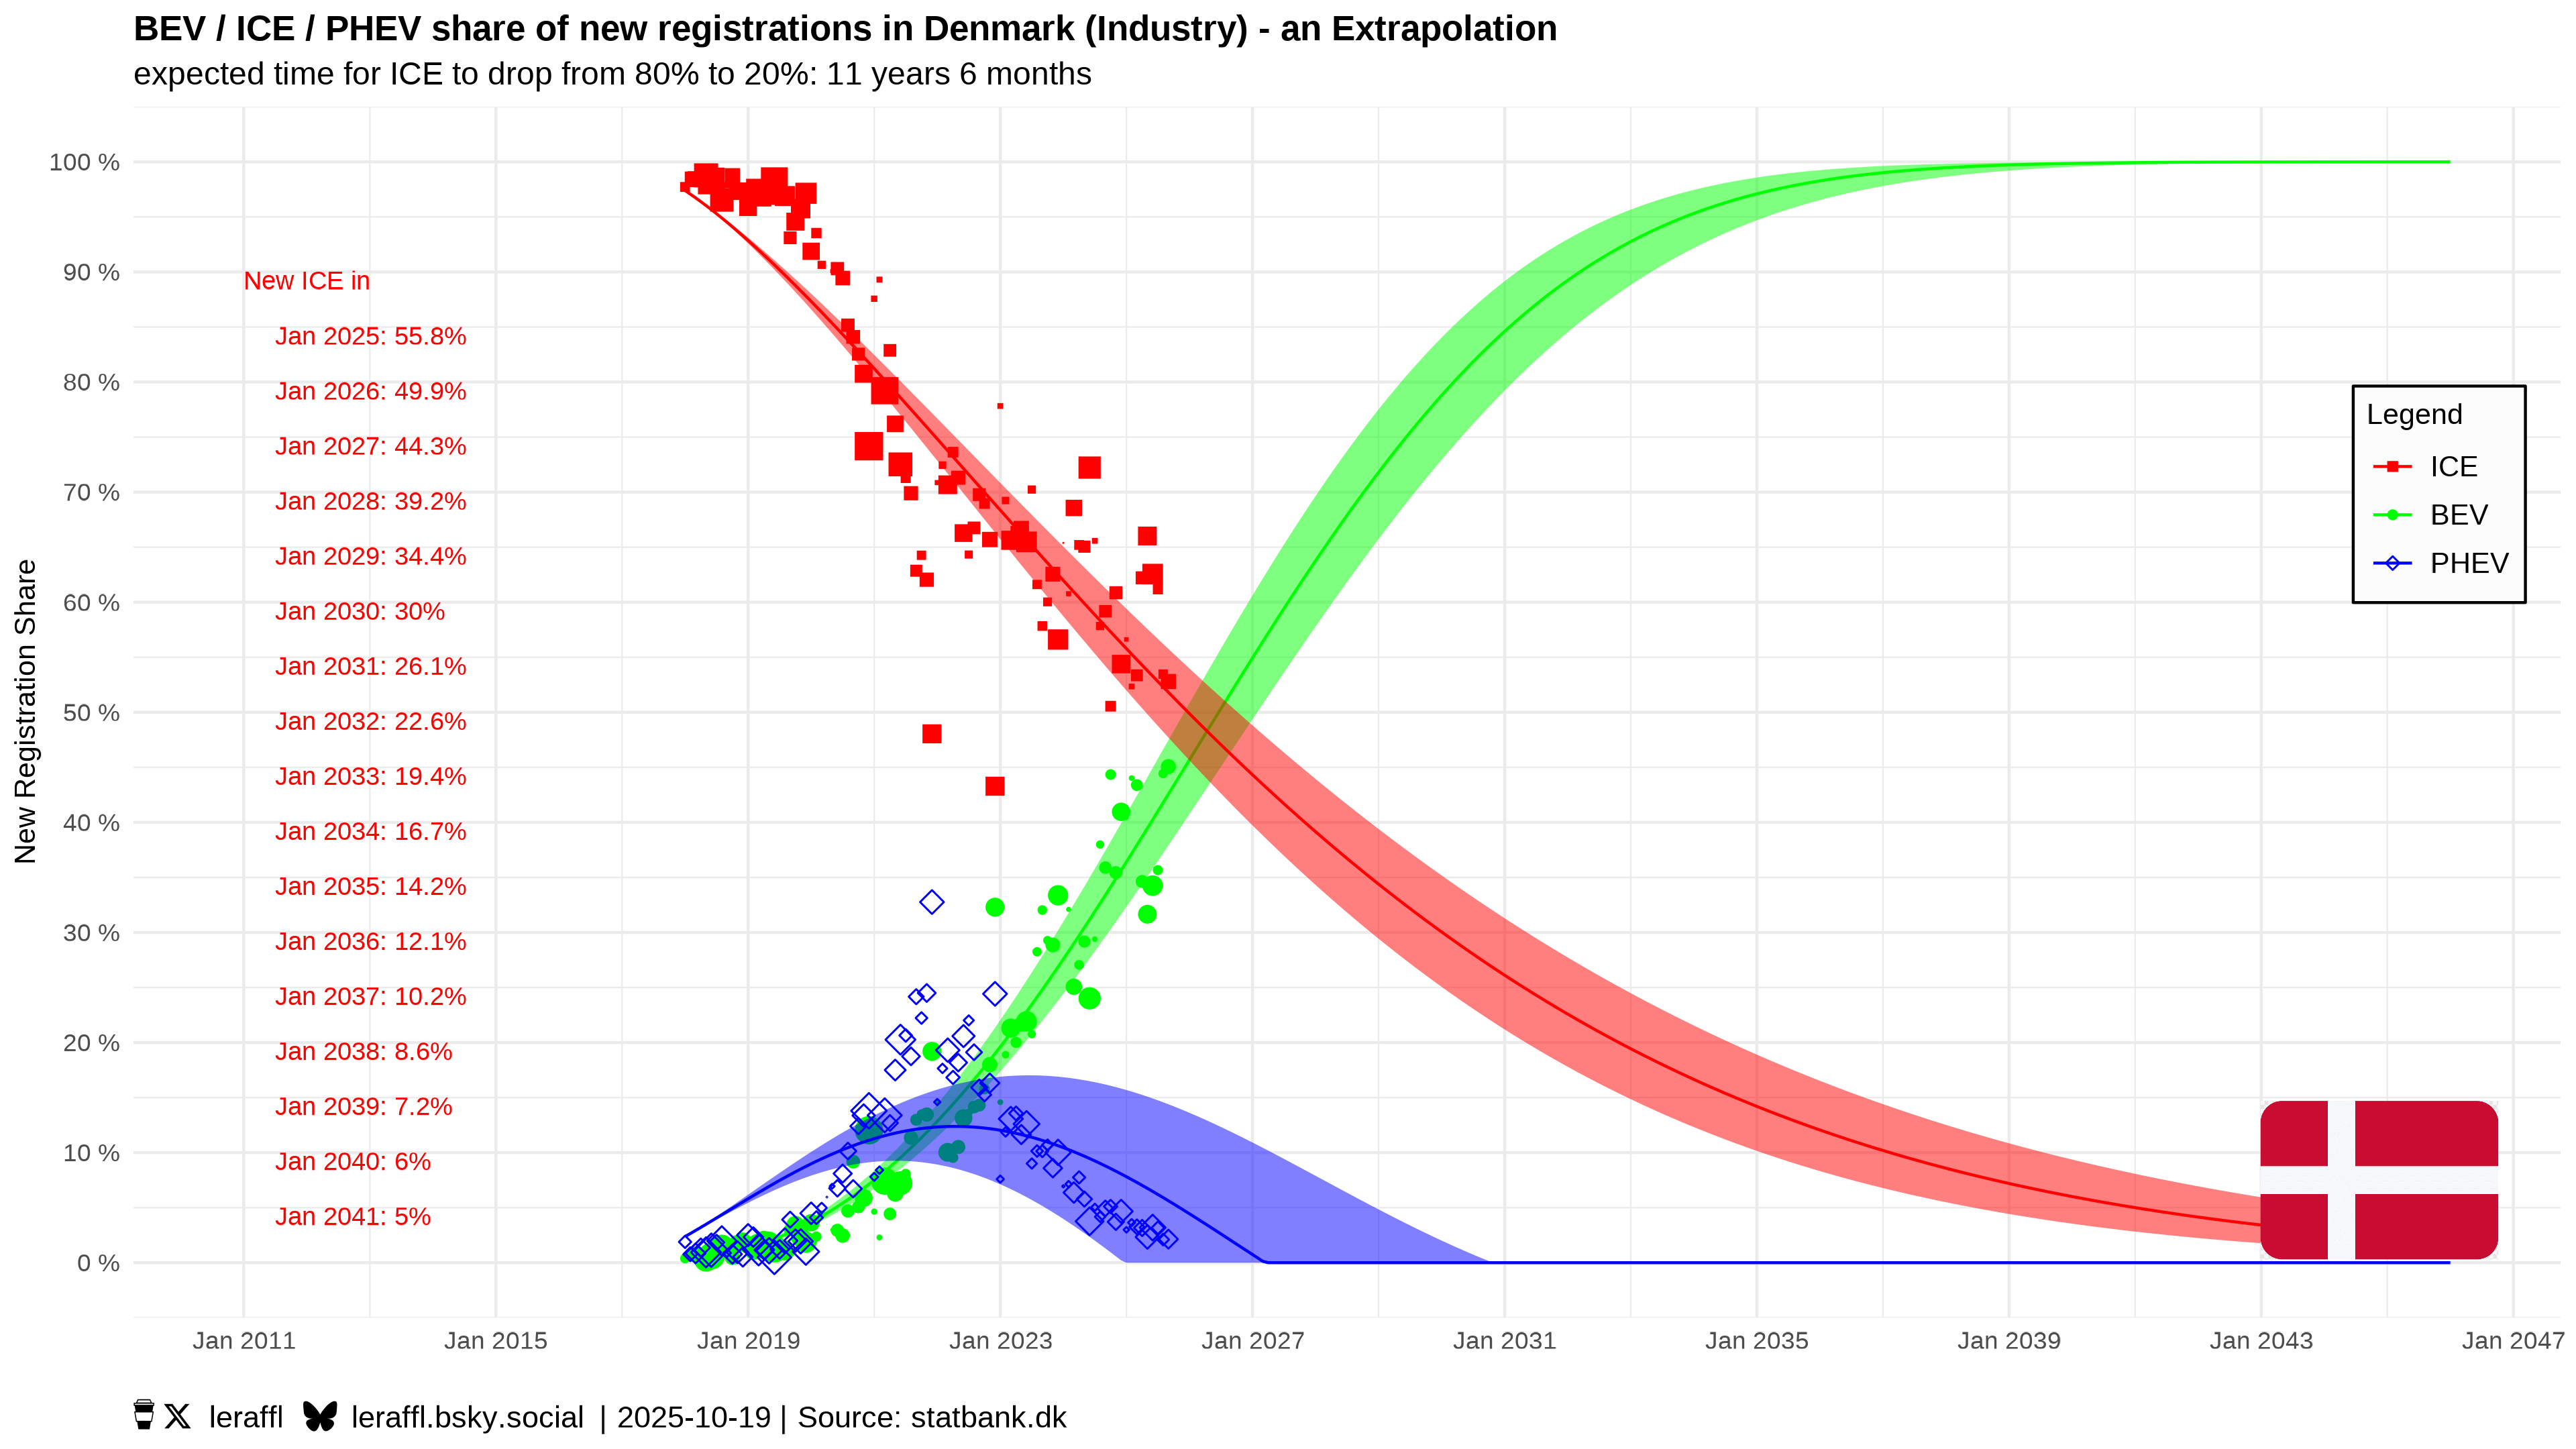 BEV / ICE / PHEV share of new registrations in Denmark (Industry) - an Extrapolation
expected time for ICE to drop from 80% to 20%: 11 years 6 months
New Registration Share
100 %
90 %
80 %
70 %
60 %
50 %
40 %
30 %
20 %
10 %
0 %
New ICE in
Jan 2025: 55.8%
Jan 2026: 49.9%
Jan 2027: 44.3%
Jan 2028: 39.2%
Jan 2029: 34.4%
Jan 2030: 30%
Jan 2031: 26.1%
Jan 2032: 22.6%
Jan 2033: 19.4%
Jan 2034: 16.7%
Jan 2035: 14.2%
Jan 2036: 12.1%
Jan 2037: 10.2%
Jan 2038: 8.6%
Jan 2039: 7.2%
Jan 2040: 6%
Jan 2041: 5%
Legend
ICE
BEV
PHEV
Jan 2011 Jan 2015 Jan 2019 Jan 2023 Jan 2027 Jan 2031 Jan 2035 Jan 2039 Jan 2043 Jan 2047
leraffl leraffl.bsky.social | 2025-10-19 | Source: statbank.dk